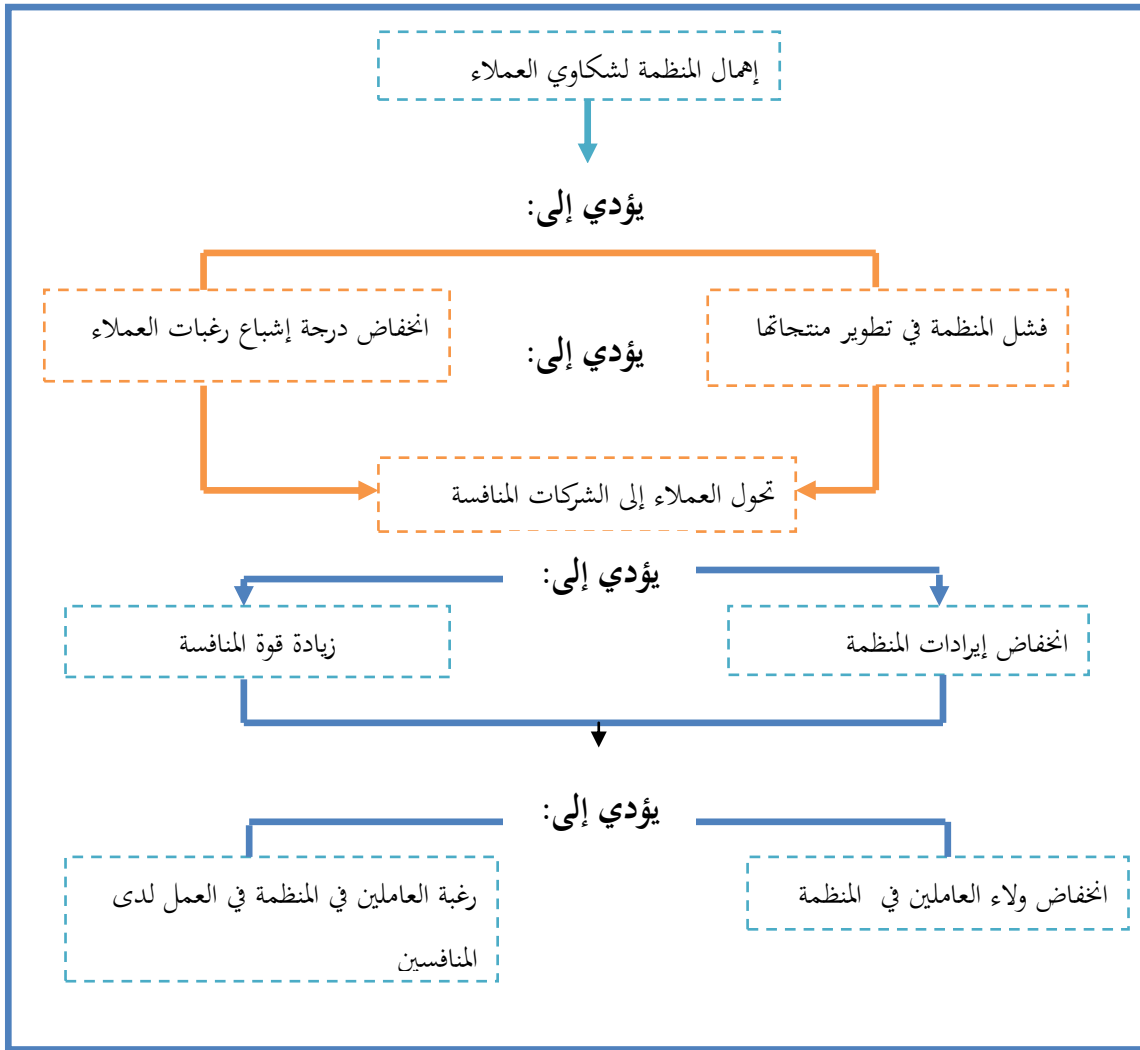 إهمال المنظمة لشكاوي العملاء
يؤدي إلى:
فشل المنظمة في تطوير منتجاتها
انخفاض درجة إشباع رغبات العملاء
يؤدي إلى:
تحول العملاء إلى الشركات المنافسة
يؤدي إلى:
انخفاض إيرادات المنظمة
زيادة قوة المنافسة
يؤدي إلى:
انخفاض ولاء العاملين في المنظمة
رغبة العاملين في المنظمة في العمل لدى
المنافسين